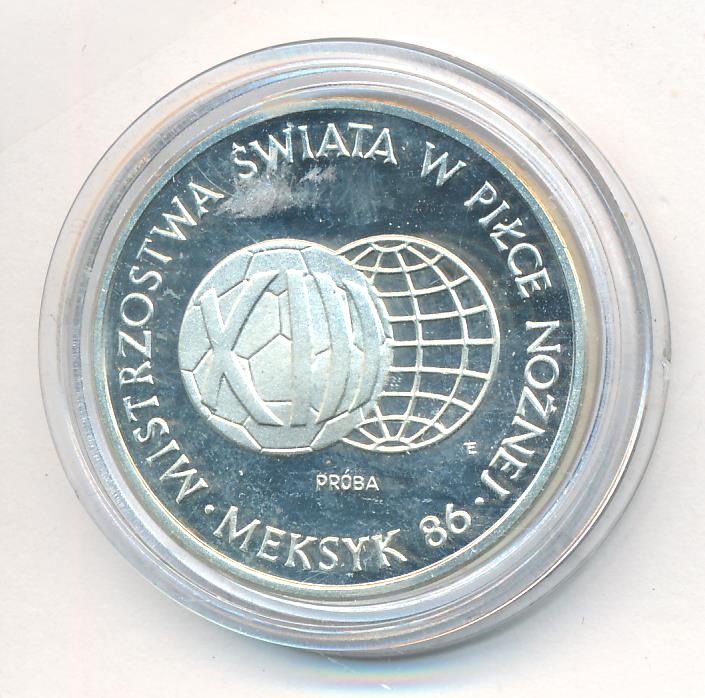 MISTRZOSTWA ŚWIATA W PIŁCE NOŻNEJ
· MEKSYK 86 ·
XIII
E
PRÓBA